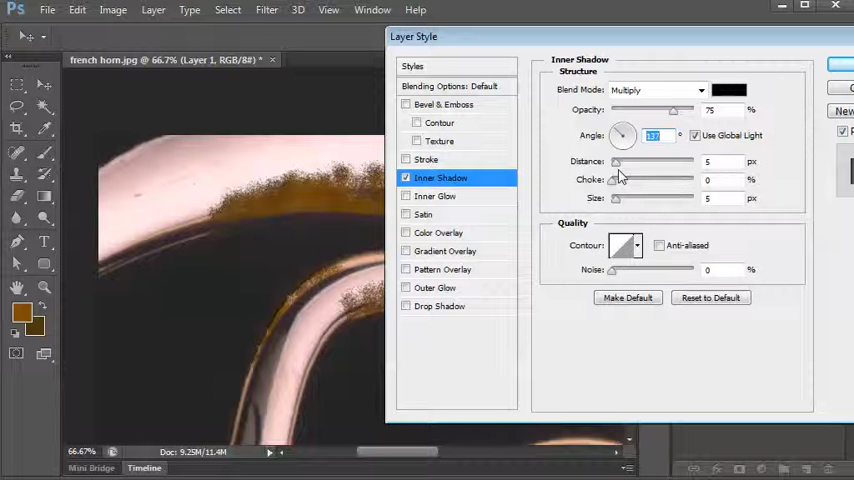 Ps File Edit Image Layer Type Select Filter 3D View Window Help
Layer Style
french horn.jpg @ 66.7% (Layer 1, RGB/8#) * ×
Styles
Blending Options: Default
Bevel & Emboss
Contour
Texture
Stroke
Inner Shadow
Inner Glow
Satin
Color Overlay
Gradient Overlay
Pattern Overlay
Outer Glow
Drop Shadow
Inner Shadow
Structure
Blend Mode: Multiply
Opacity: 75 %
Angle: 137 ° Use Global Light
Distance: 5 px
Choke: 0 %
Size: 5 px
Quality
Contour: Anti-aliased
Noise: 0 %
Make Default Reset to Default
New
66.67% Doc: 9.25M/11.4M
Mini Bridge Timeline